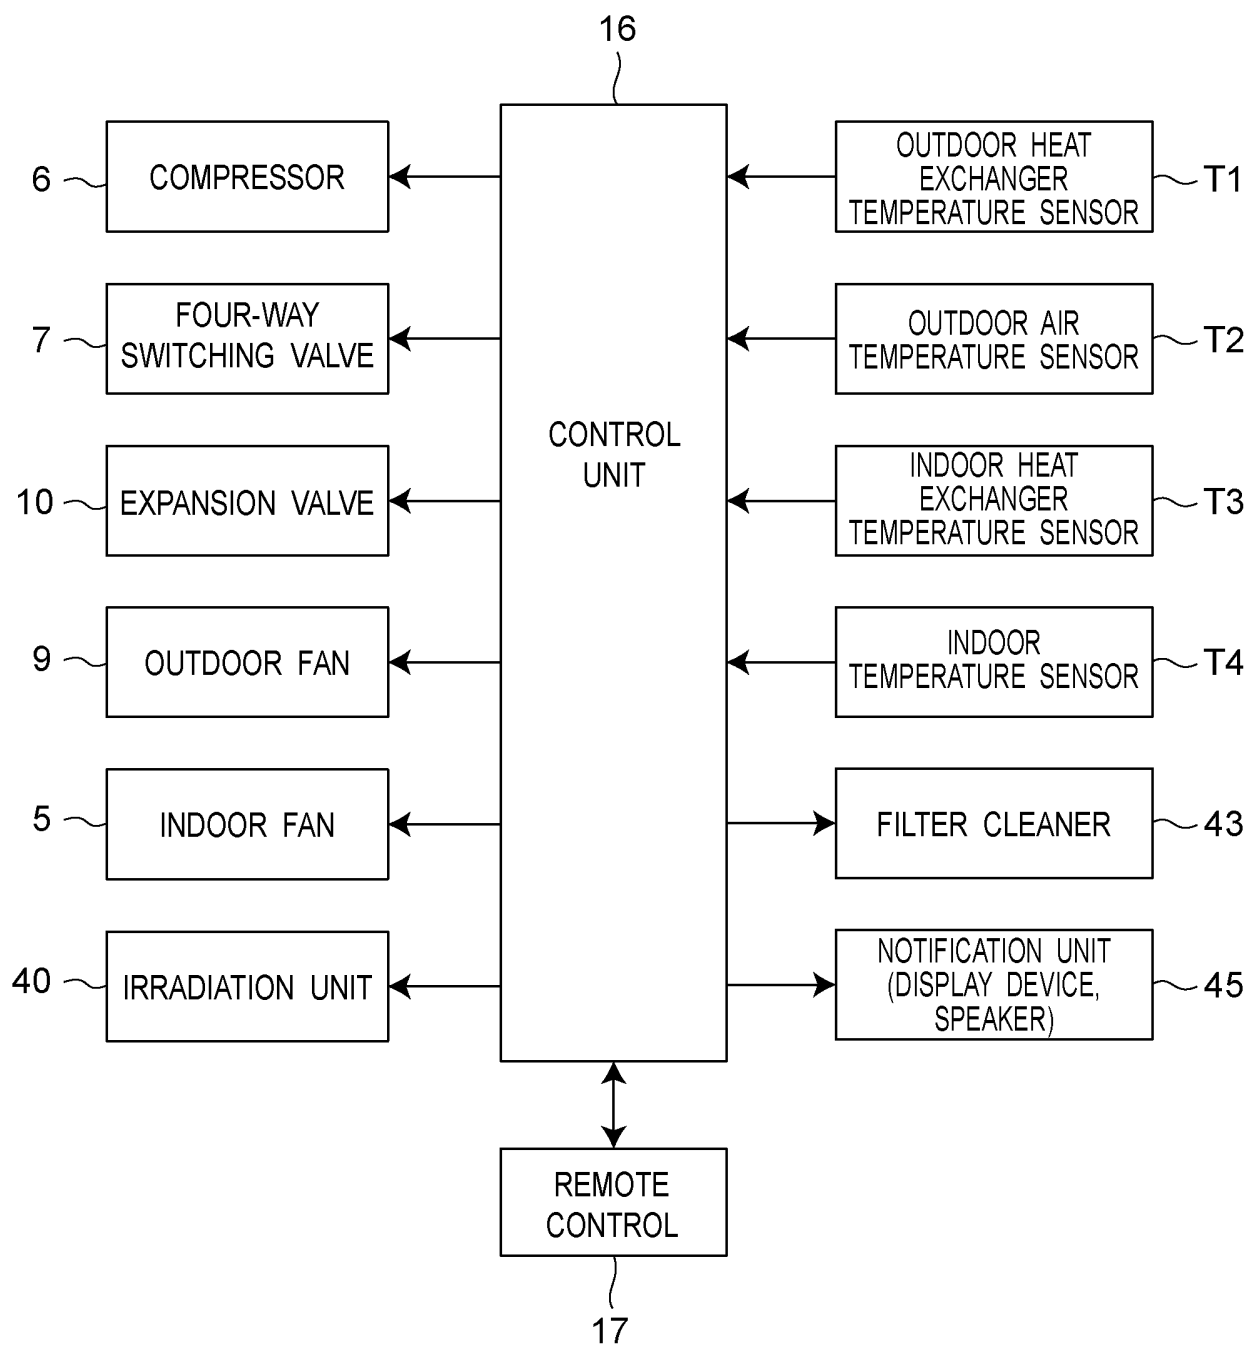 16
COMPRESSOR
6
FOUR-WAY
SWITCHING VALVE
7
EXPANSION VALVE
10
OUTDOOR FAN
9
INDOOR FAN
5
IRRADIATION UNIT
40
CONTROL
UNIT
OUTDOOR HEAT
EXCHANGER
TEMPERATURE SENSOR
T1
OUTDOOR AIR
TEMPERATURE SENSOR
T2
INDOOR HEAT
EXCHANGER
TEMPERATURE SENSOR
T3
INDOOR
TEMPERATURE SENSOR
T4
FILTER CLEANER
43
NOTIFICATION UNIT
(DISPLAY DEVICE,
SPEAKER)
45
REMOTE
CONTROL
17